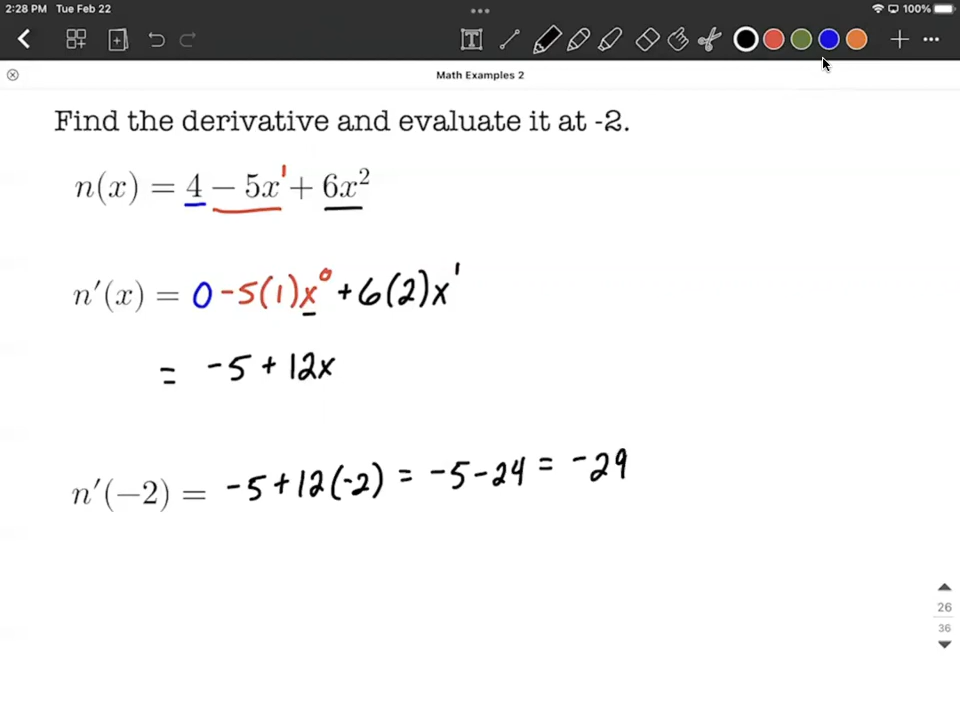 2:28 PM Tue Feb 22 100%
Math Examples 2
Find the derivative and evaluate it at -2.
n(x) = 4 − 5x¹ + 6x²
n′(x) = 0 -5(1)x⁰ + 6(2)x¹
= -5 + 12x
n′(−2) = -5 + 12(-2) = -5 - 24 = -29
26
36